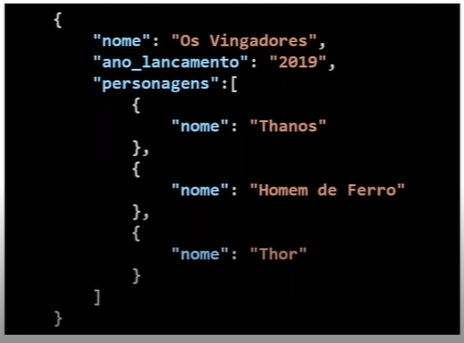 {
"nome": "Os Vingadores",
"ano_lancamento": "2019",
"personagens":[
{
"nome": "Thanos"
},
{
"nome": "Homem de Ferro"
},
{
"nome": "Thor"
}
]
}